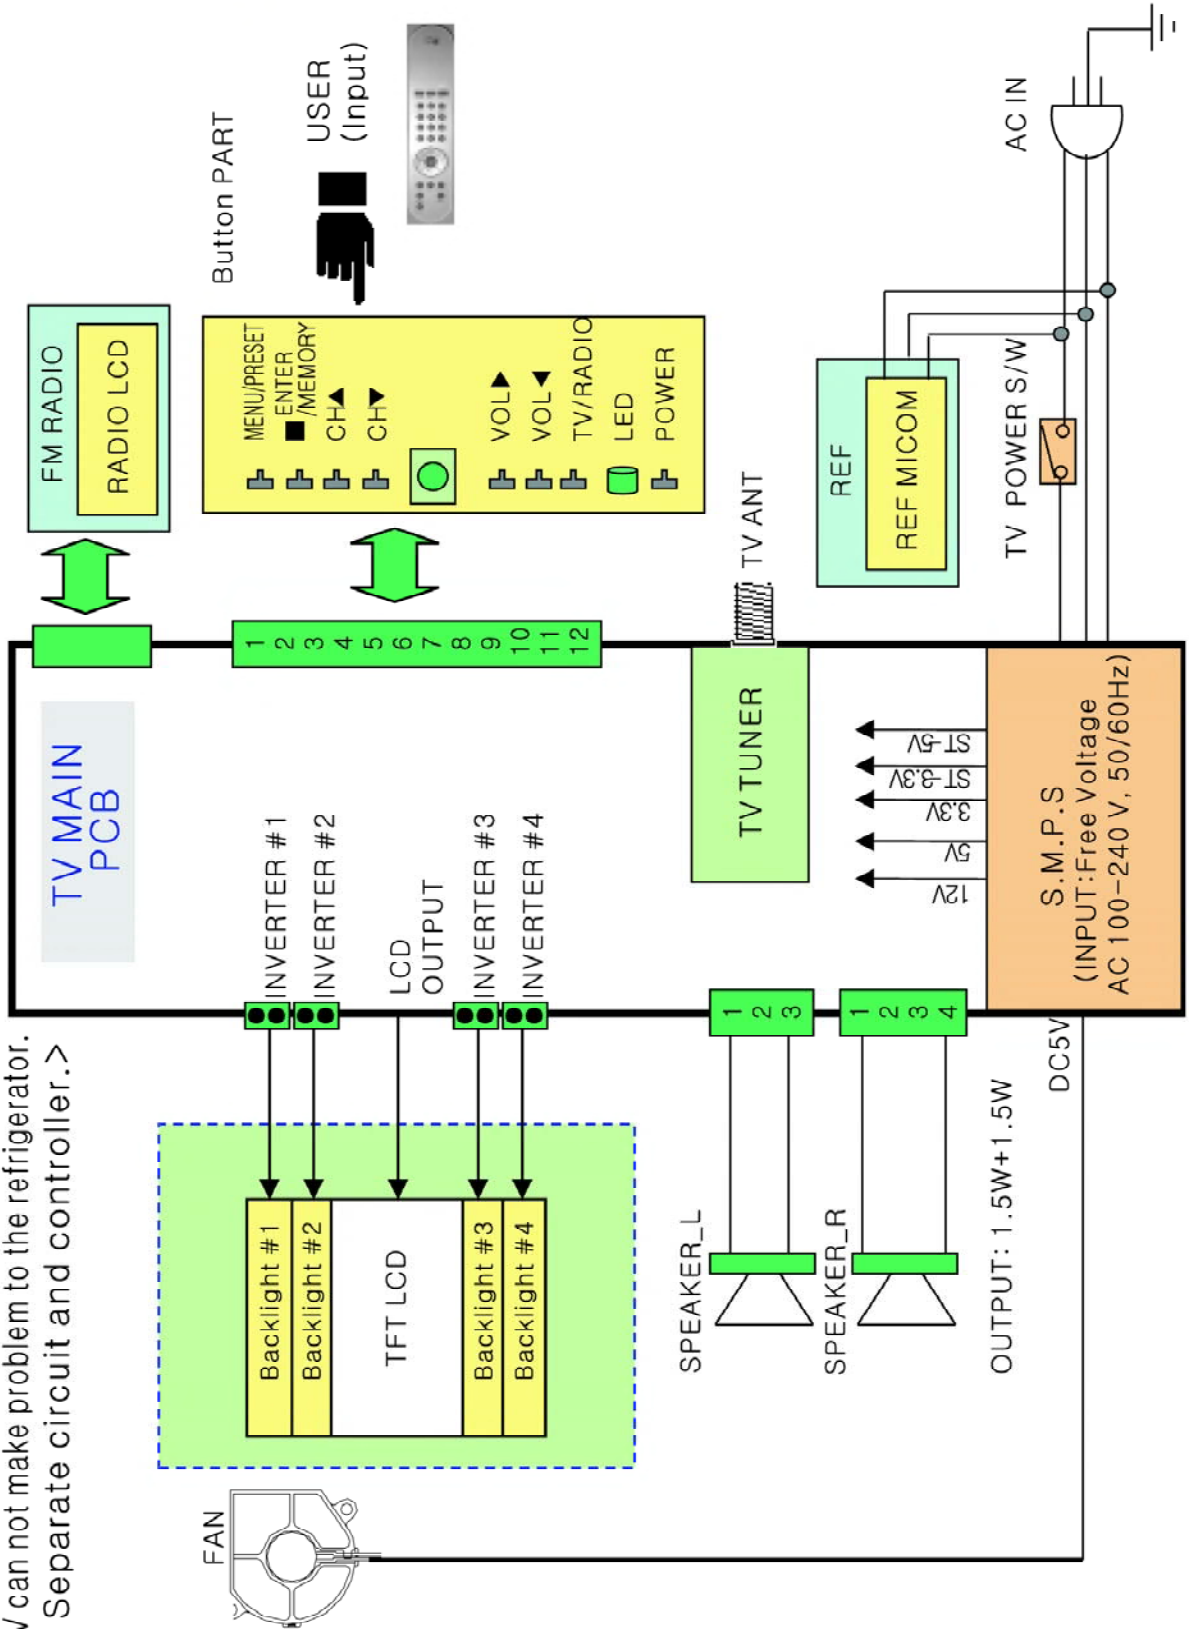 can not make problem to the refrigerator.
Separate circuit and controller.>
FAN
Backlight #1
Backlight #2
TFT LCD
Backlight #3
Backlight #4
SPEAKER_L
SPEAKER_R
OUTPUT: 1.5W+1.5W
DC5V
TV MAIN
PCB
INVERTER #1
INVERTER #2
LCD
OUTPUT
INVERTER #3
INVERTER #4
1
2
3
1
2
3
4
TV TUNER
12V
5V
3.3V
ST-3.3V
ST-5V
S.M.P.S
(INPUT:Free Voltage
AC 100-240 V, 50/60Hz)
1
2
3
4
5
6
7
8
9
10
11
12
FM RADIO
RADIO LCD
MENU/PRESET
■ ENTER
/MEMORY
CH▲
CH▼
VOL▶
VOL◀
TV/RADIO
LED
POWER
TV ANT
REF
REF MICOM
TV POWER S/W
Button PART
USER
(Input)
AC IN